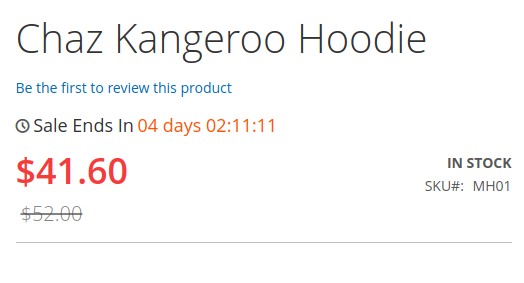 Chaz Kangeroo Hoodie
Be the first to review this product
Sale Ends In 04 days 02:11:11
$41.60
IN STOCK
SKU#: MH01
$52.00